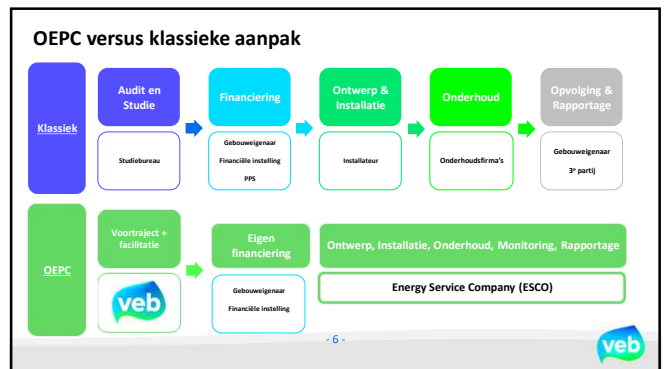 OEPC versus klassieke aanpak
Klassiek
Audit en
Studie
Financiering
Ontwerp &
Installatie
Onderhoud
Opvolging &
Rapportage
Studiebureau
Gebouweigenaar
Financiële instelling
PPS
Installateur
Onderhoudsfirma's
Gebouweigenaar
3ᵉ partij
OEPC
Voortraject +
facilitatie
Eigen
financiering
Ontwerp, Installatie, Onderhoud, Monitoring, Rapportage
veb
Gebouweigenaar
Financiële instelling
Energy Service Company (ESCO)
- 6 -
veb